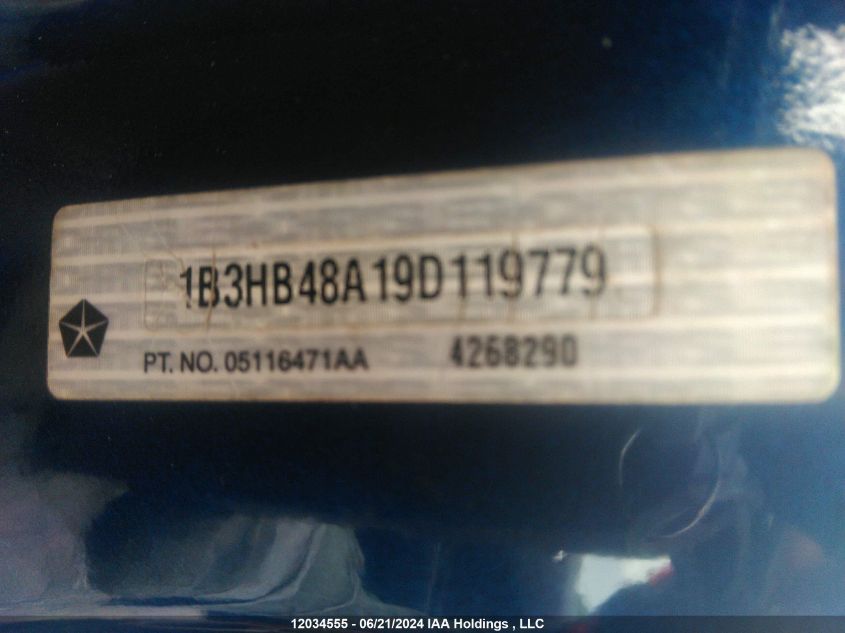 1B3HB48A19D119779
PT. NO. 05116471AA 4268290
12034555 - 06/21/2024 IAA Holdings , LLC